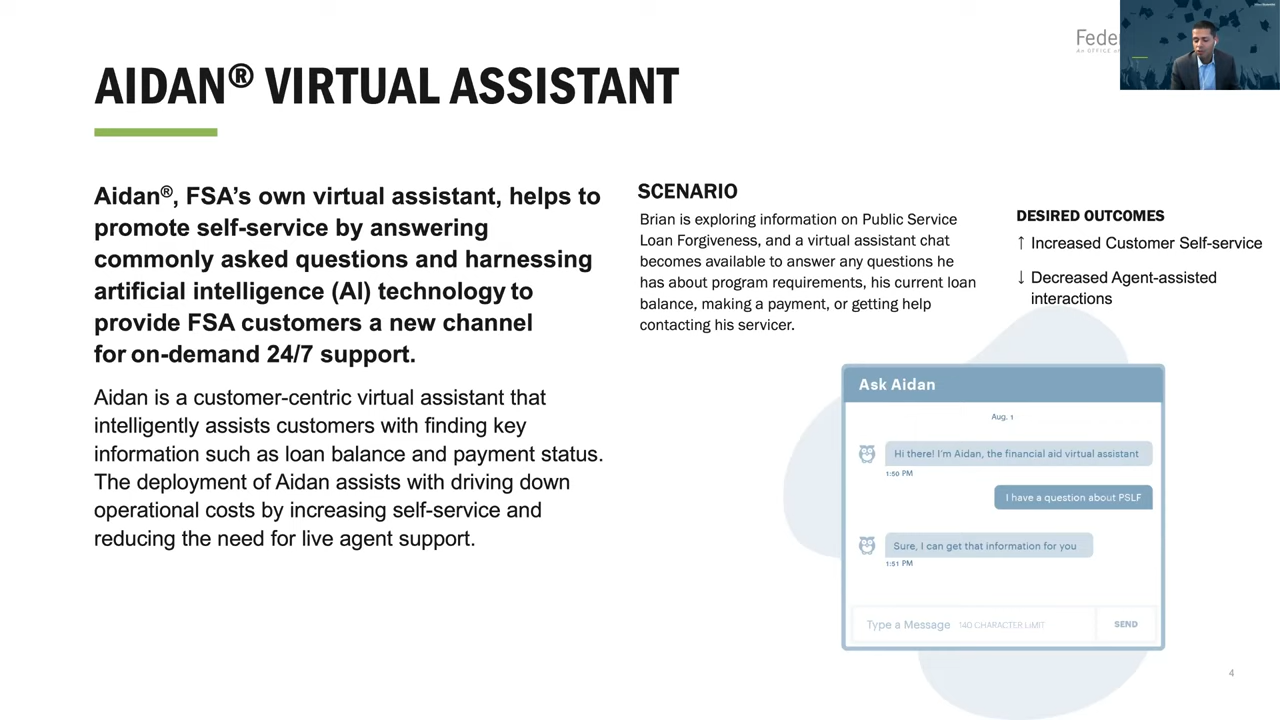 Feder
An OFFICE
AIDAN® VIRTUAL ASSISTANT
Aidan®, FSA’s own virtual assistant, helps to
promote self-service by answering
commonly asked questions and harnessing
artificial intelligence (AI) technology to
provide FSA customers a new channel
for on-demand 24/7 support.
Aidan is a customer-centric virtual assistant that
intelligently assists customers with finding key
information such as loan balance and payment status.
The deployment of Aidan assists with driving down
operational costs by increasing self-service and
reducing the need for live agent support.
SCENARIO
Brian is exploring information on Public Service
Loan Forgiveness, and a virtual assistant chat
becomes available to answer any questions he
has about program requirements, his current loan
balance, making a payment, or getting help
contacting his servicer.
DESIRED OUTCOMES
↑ Increased Customer Self-service
↓ Decreased Agent-assisted
interactions
Ask Aidan
Aug. 1
Hi there! I'm Aidan, the financial aid virtual assistant
1:50 PM
I have a question about PSLF
Sure, I can get that information for you
1:51 PM
Type a Message 140 CHARACTER LIMIT SEND
4